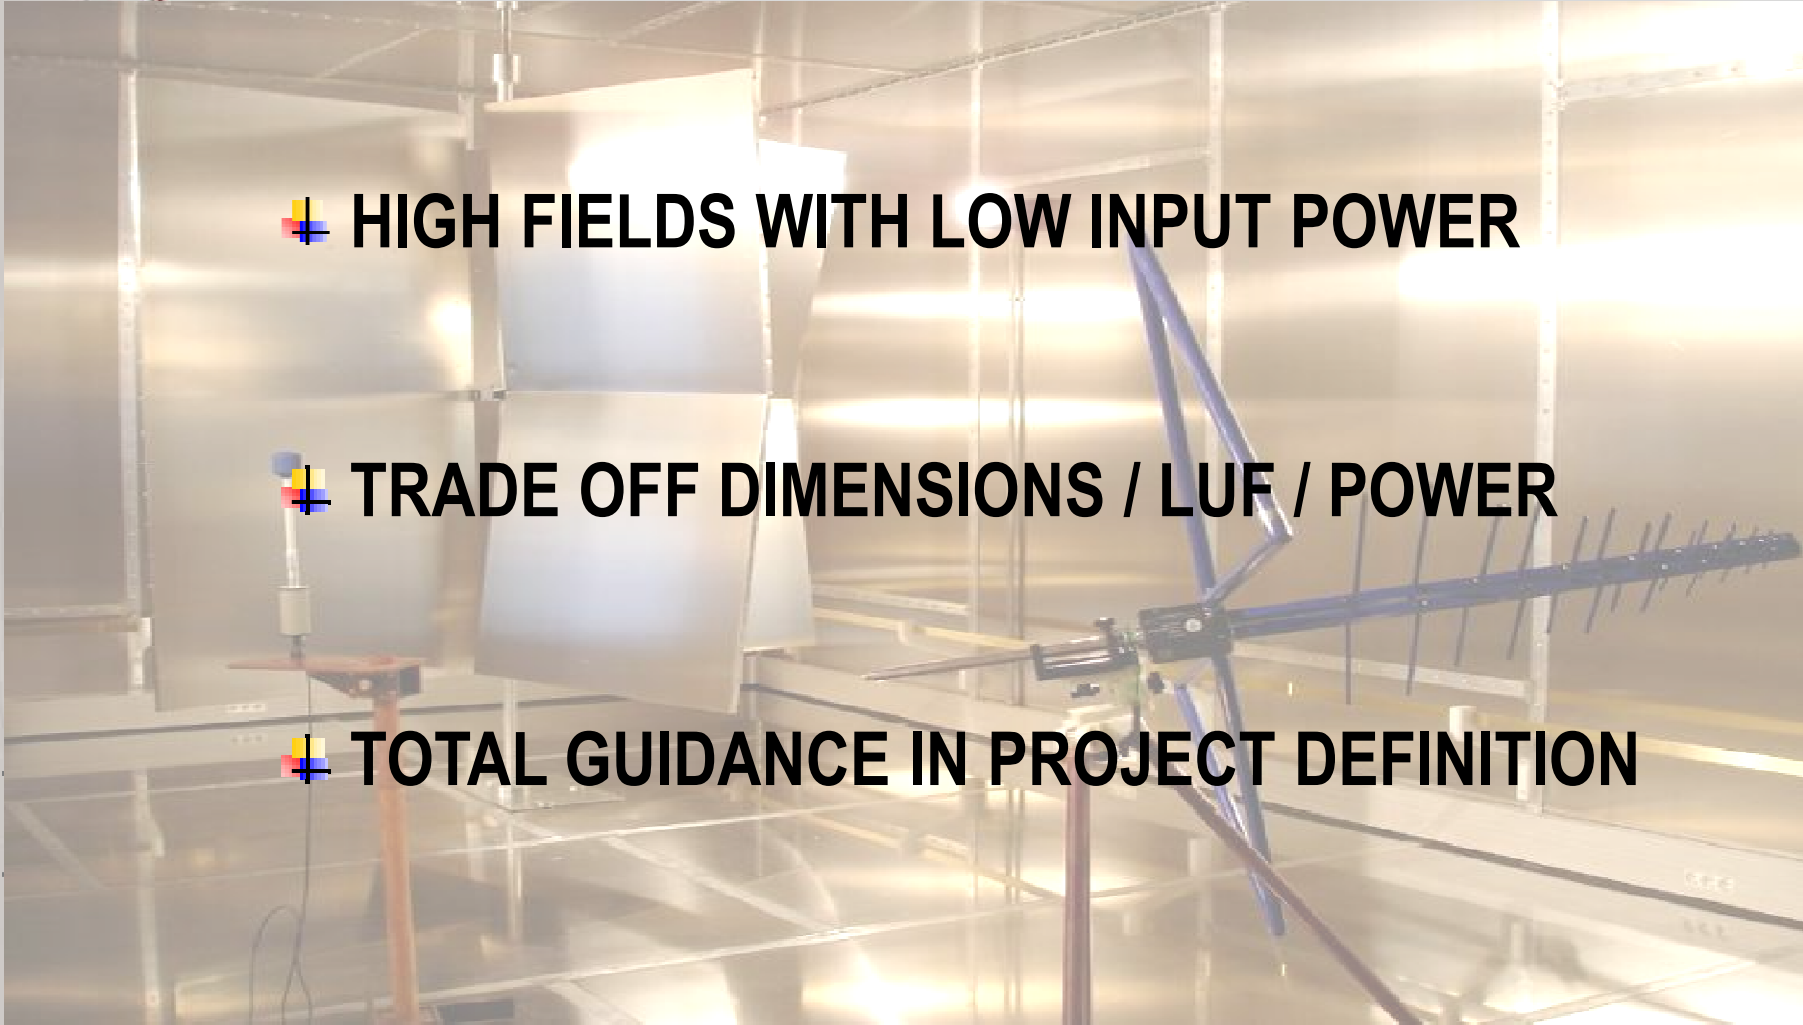 HIGH FIELDS WITH LOW INPUT POWER
TRADE OFF DIMENSIONS / LUF / POWER
TOTAL GUIDANCE IN PROJECT DEFINITION